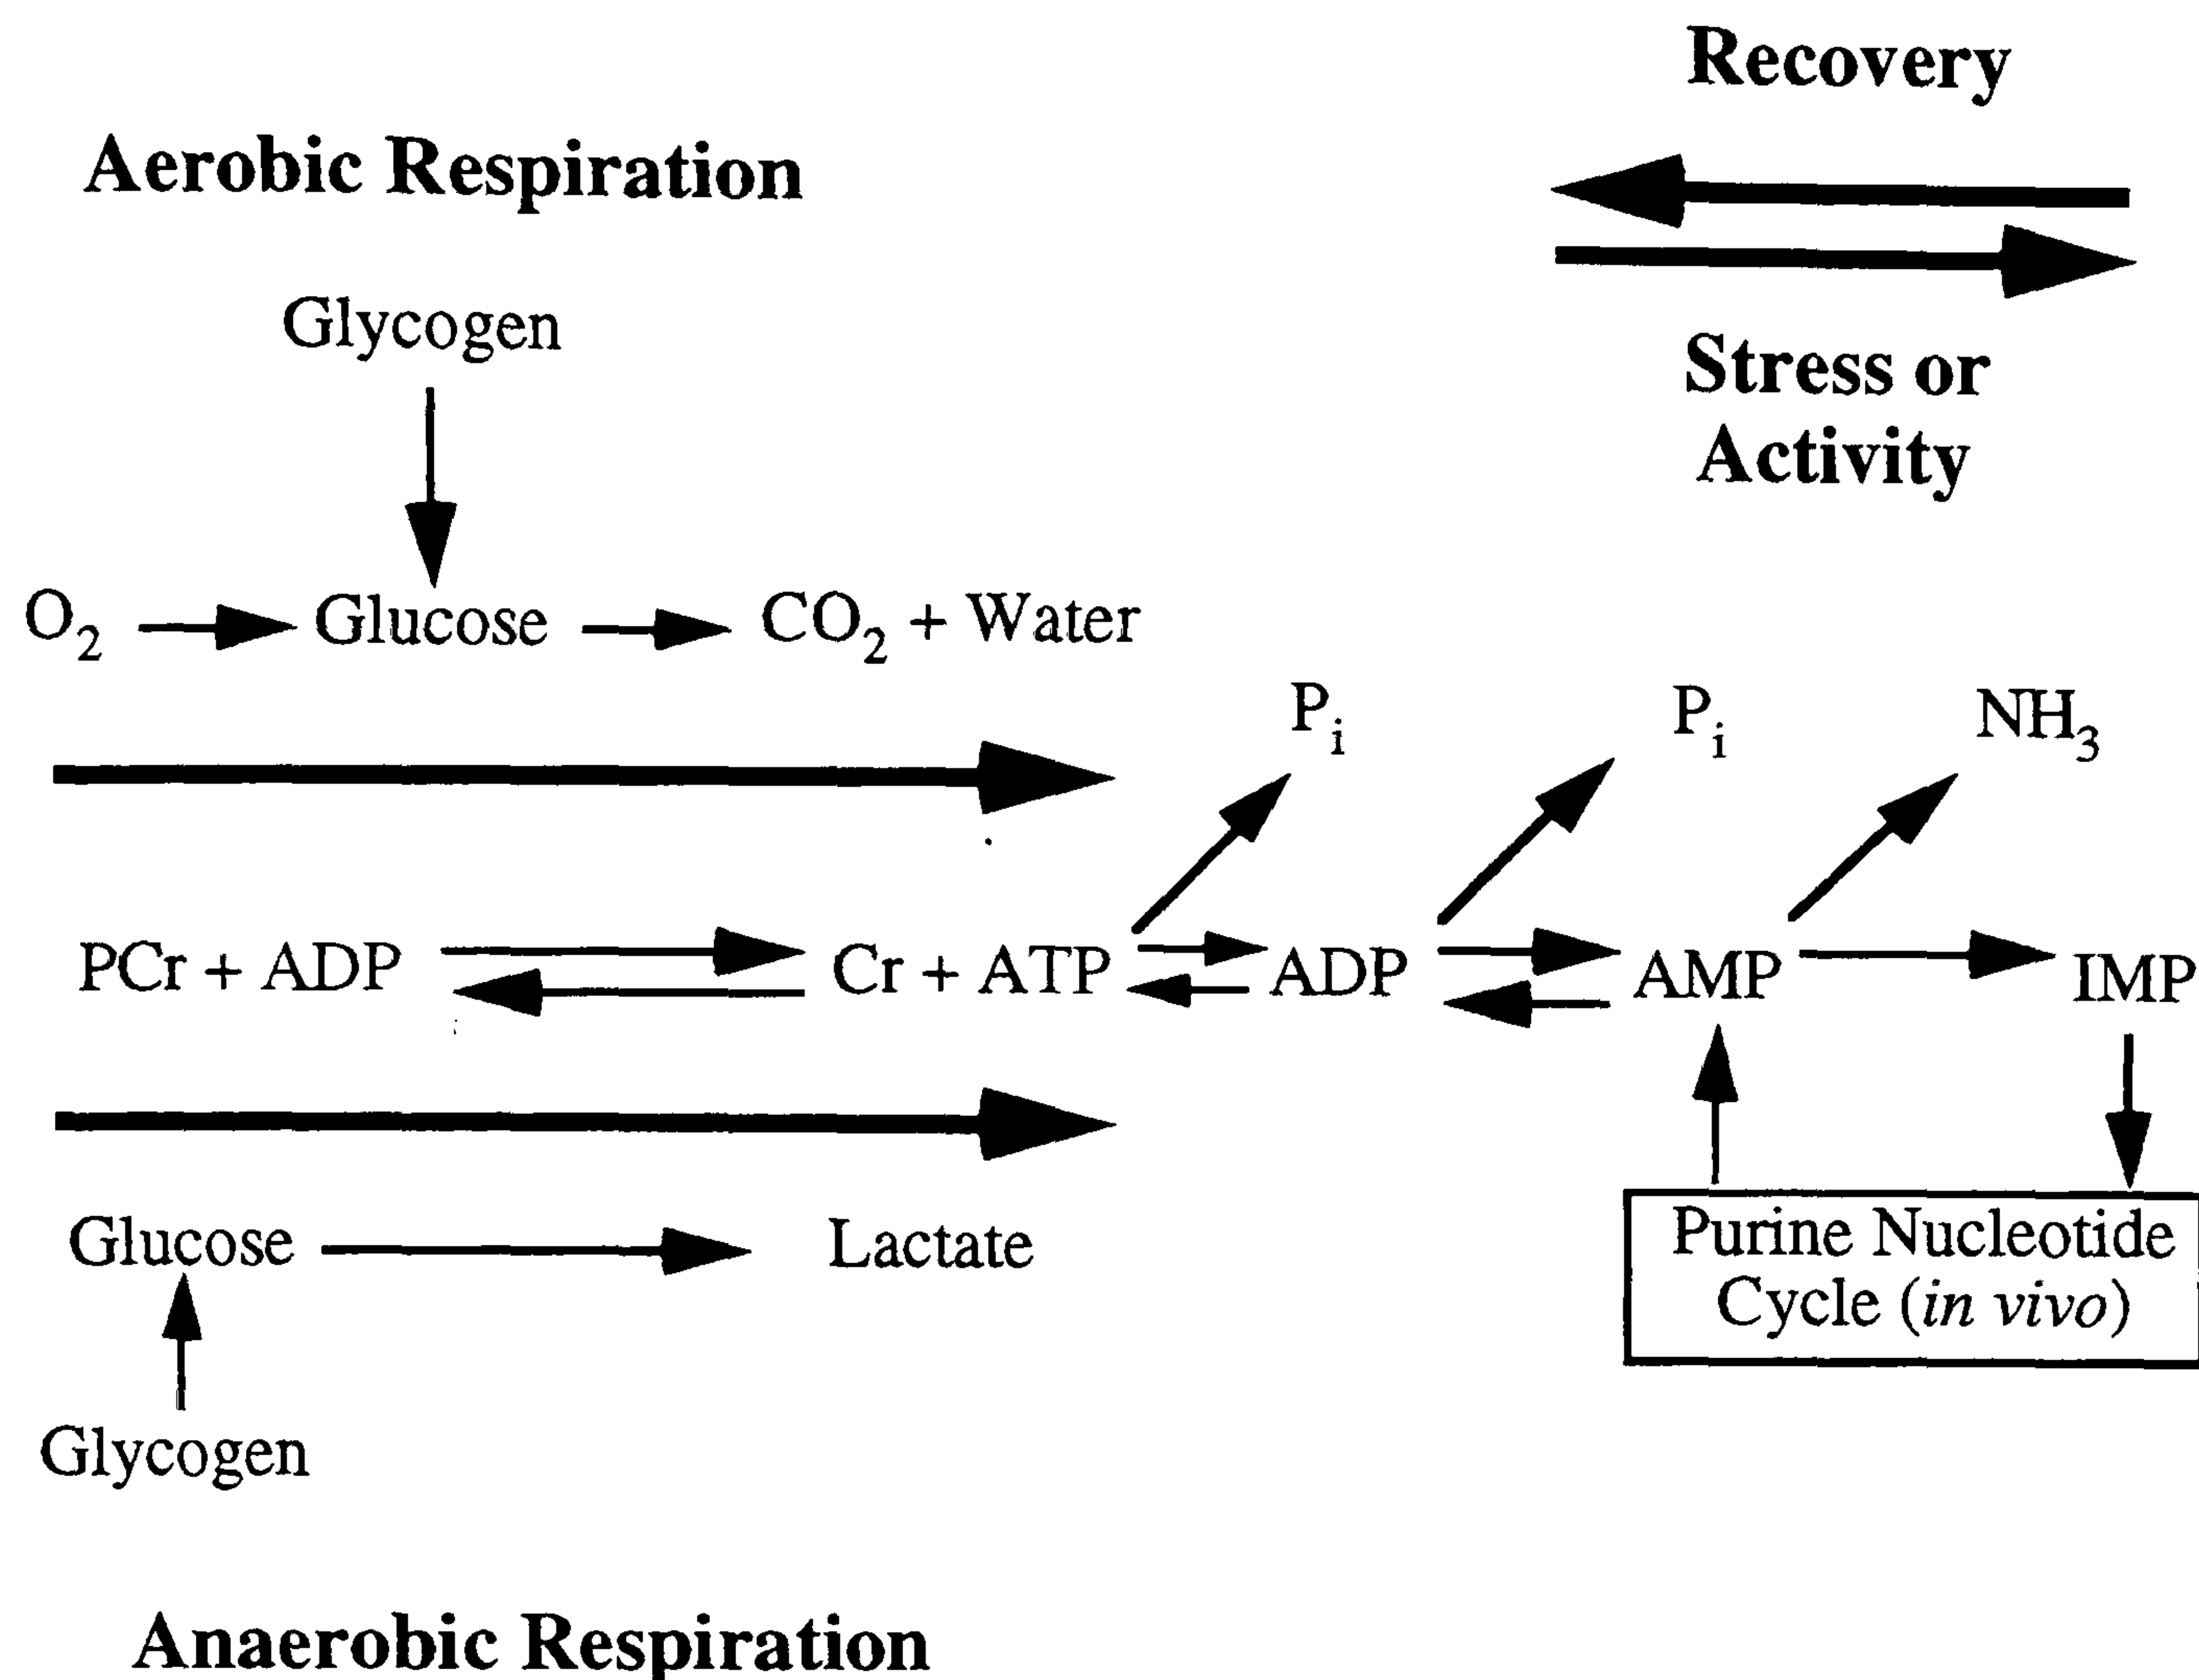 Recovery
Aerobic Respiration
Stress or
Activity
Glycogen
O₂ Glucose CO₂ + Water
Pᵢ Pᵢ NH₃
PCr + ADP Cr + ATP ADP AMP IMP
Glucose Lactate
Purine Nucleotide
Cycle (in vivo)
Glycogen
Anaerobic Respiration